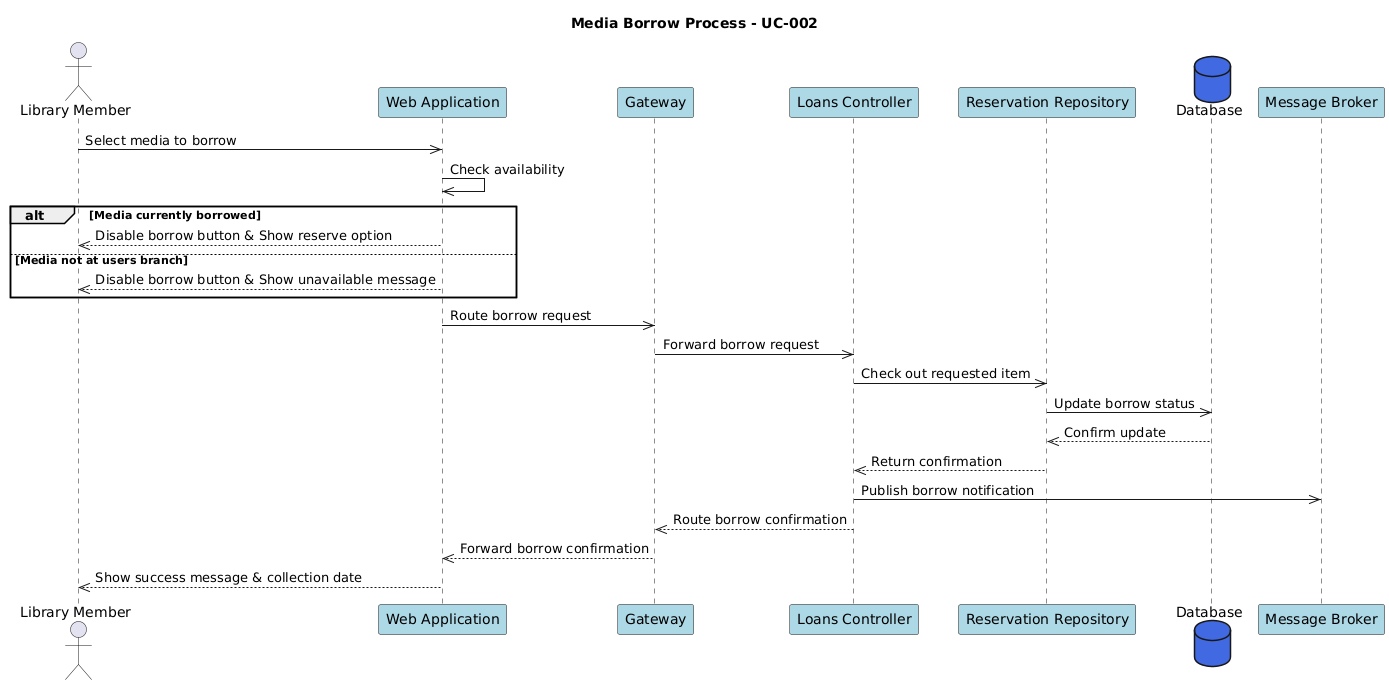 Media Borrow Process - UC-002
Library Member
Web Application
Gateway
Loans Controller
Reservation Repository
Database
Message Broker
Select media to borrow
Check availability
alt
[Media currently borrowed]
Disable borrow button & Show reserve option
[Media not at users branch]
Disable borrow button & Show unavailable message
Route borrow request
Forward borrow request
Check out requested item
Update borrow status
Confirm update
Return confirmation
Publish borrow notification
Route borrow confirmation
Forward borrow confirmation
Show success message & collection date
Library Member
Web Application
Gateway
Loans Controller
Reservation Repository
Database
Message Broker